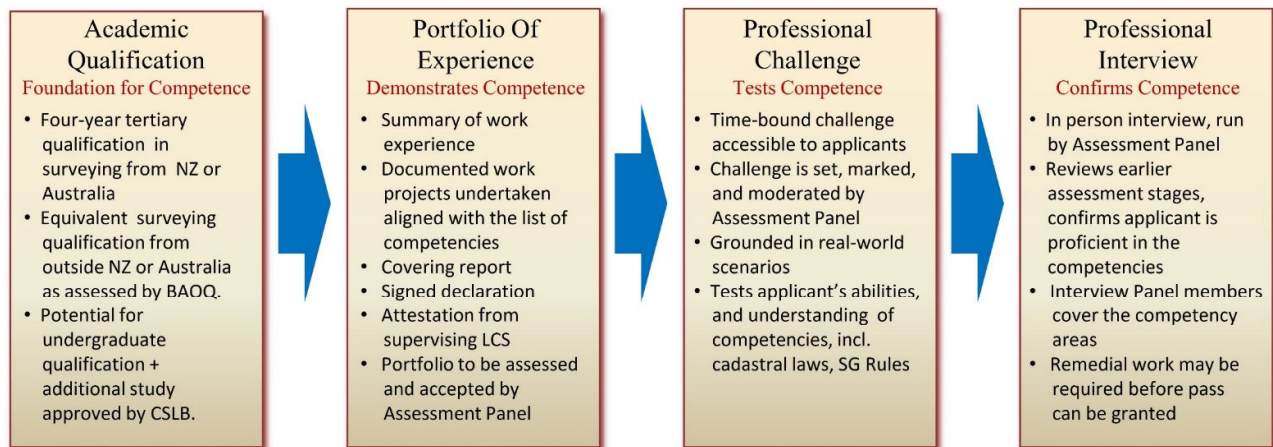 Academic
Qualification
Foundation for Competence
• Four-year tertiary
qualification in
surveying from NZ or
Australia
• Equivalent surveying
qualification from
outside NZ or Australia
as assessed by BAOQ.
• Potential for
undergraduate
qualification +
additional study
approved by CSLB.
Portfolio Of
Experience
Demonstrates Competence
• Summary of work
experience
• Documented work
projects undertaken
aligned with the list of
competencies
• Covering report
• Signed declaration
• Attestation from
supervising LCS
• Portfolio to be assessed
and accepted by
Assessment Panel
Professional
Challenge
Tests Competence
• Time-bound challenge
accessible to applicants
• Challenge is set, marked,
and moderated by
Assessment Panel
• Grounded in real-world
scenarios
• Tests applicant's abilities,
and understanding of
competencies, incl.
cadastral laws, SG Rules
Professional
Interview
Confirms Competence
• In person interview, run
by Assessment Panel
• Reviews earlier
assessment stages,
confirms applicant is
proficient in the
competencies
• Interview Panel members
cover the competency
areas
• Remedial work may be
required before pass
can be granted